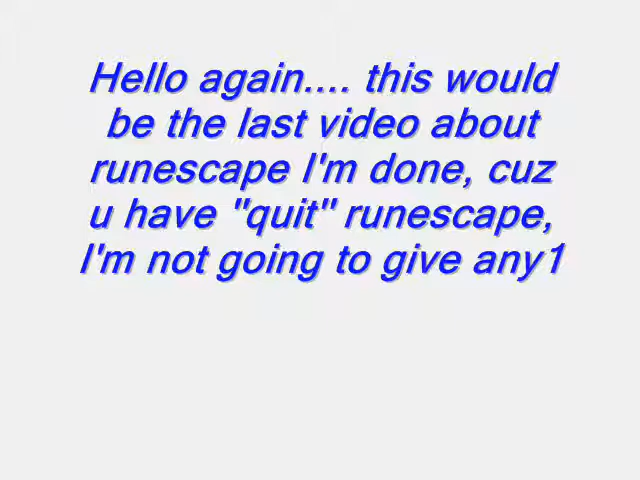 Hello again.... this would
be the last video about
runescape I'm done, cuz
u have "quit" runescape,
I'm not going to give any1